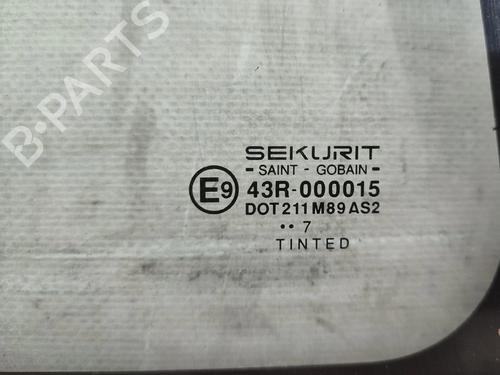 B-PARTS
SEKURIT
- SAINT - GOBAIN -
E9 43R-000015
DOT 211 M89 AS2
•• 7
TINTED